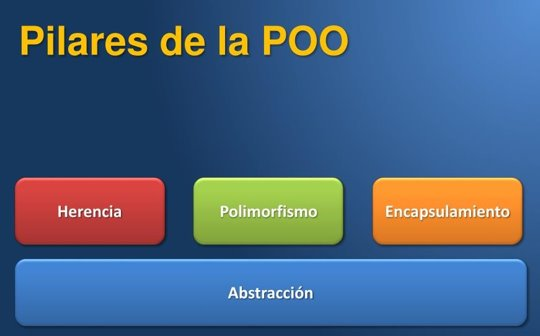 Pilares de la POO
Herencia
Polimorfismo
Encapsulamiento
Abstracción